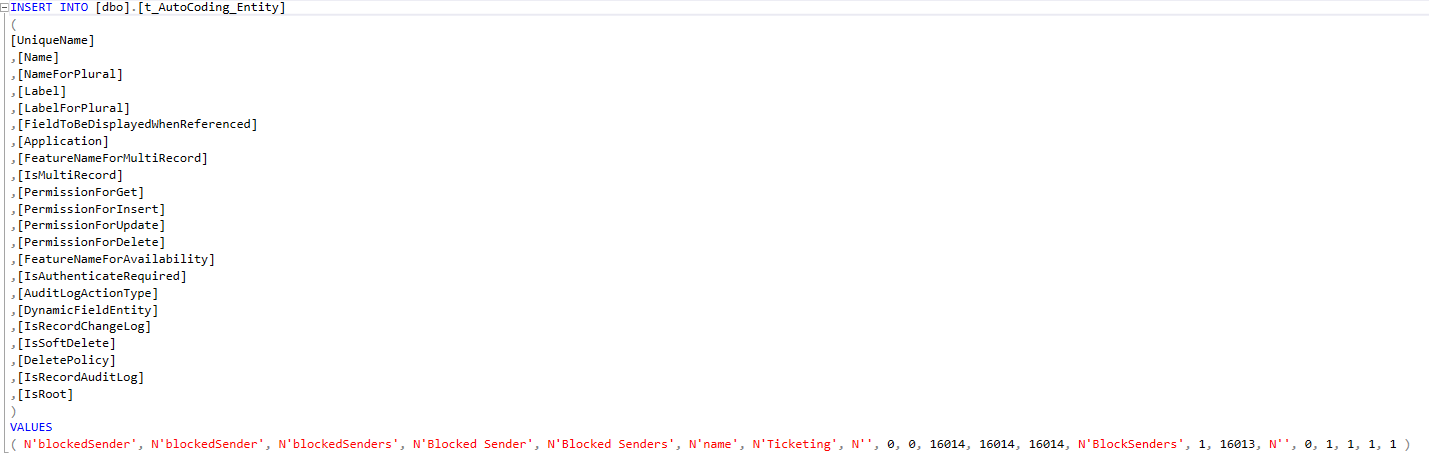 INSERT INTO [dbo].[t_AutoCoding_Entity]
(
[UniqueName]
,[Name]
,[NameForPlural]
,[Label]
,[LabelForPlural]
,[FieldToBeDisplayedWhenReferenced]
,[Application]
,[FeatureNameForMultiRecord]
,[IsMultiRecord]
,[PermissionForGet]
,[PermissionForInsert]
,[PermissionForUpdate]
,[PermissionForDelete]
,[FeatureNameForAvailability]
,[IsAuthenticateRequired]
,[AuditLogActionType]
,[DynamicFieldEntity]
,[IsRecordChangeLog]
,[IsSoftDelete]
,[DeletePolicy]
,[IsRecordAuditLog]
,[IsRoot]
)
VALUES
( N'blockedSender', N'blockedSender', N'blockedSenders', N'Blocked Sender', N'Blocked Senders', N'name', N'Ticketing', N'', 0, 0, 16014, 16014, 16014, N'BlockSenders', 1, 16013, N'', 0, 1, 1, 1, 1 )